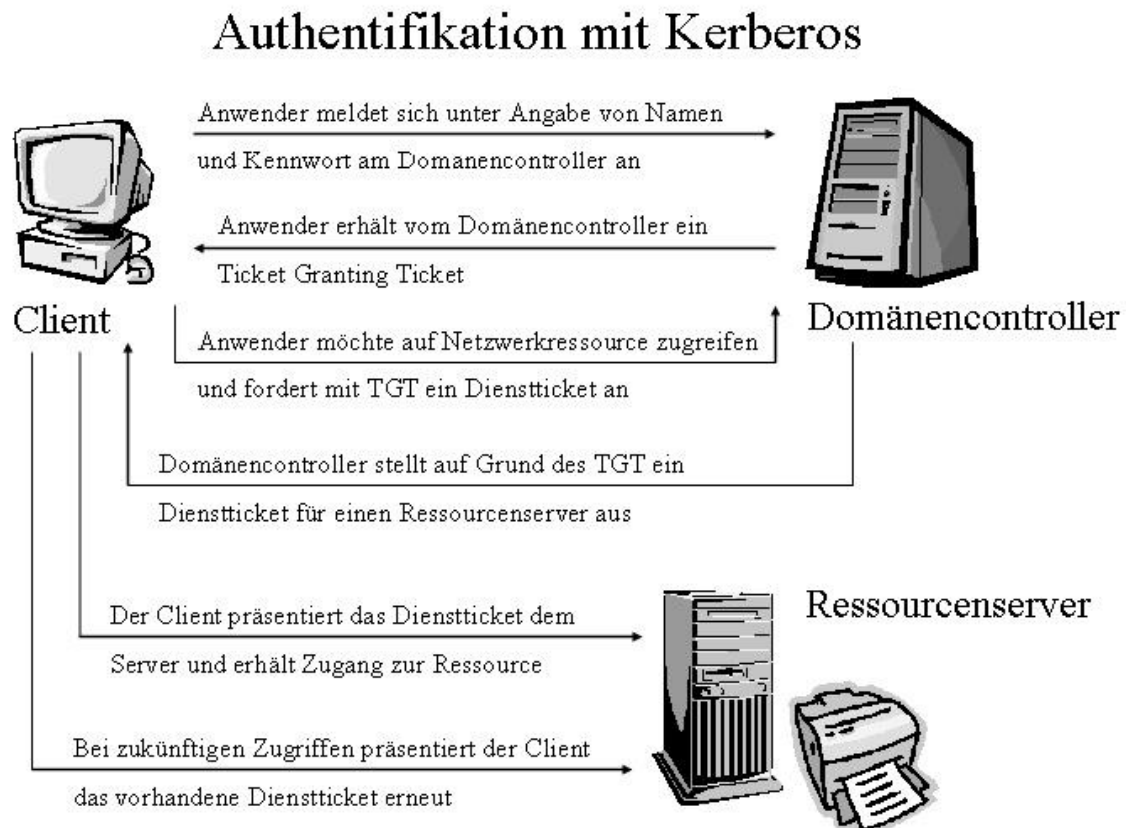 Authentifikation mit Kerberos
Anwender meldet sich unter Angabe von Namen
und Kennwort am Domanencontroller an
Anwender erhält vom Domänencontroller ein
Ticket Granting Ticket
Client
Domänencontroller
Anwender möchte auf Netzwerkressource zugreifen
und fordert mit TGT ein Dienstticket an
Domänencontroller stellt auf Grund des TGT ein
Dienstticket für einen Ressourcenserver aus
Der Client präsentiert das Dienstticket dem
Server und erhält Zugang zur Ressource
Ressourcenserver
Bei zukünftigen Zugriffen präsentiert der Client
das vorhandene Dienstticket erneut